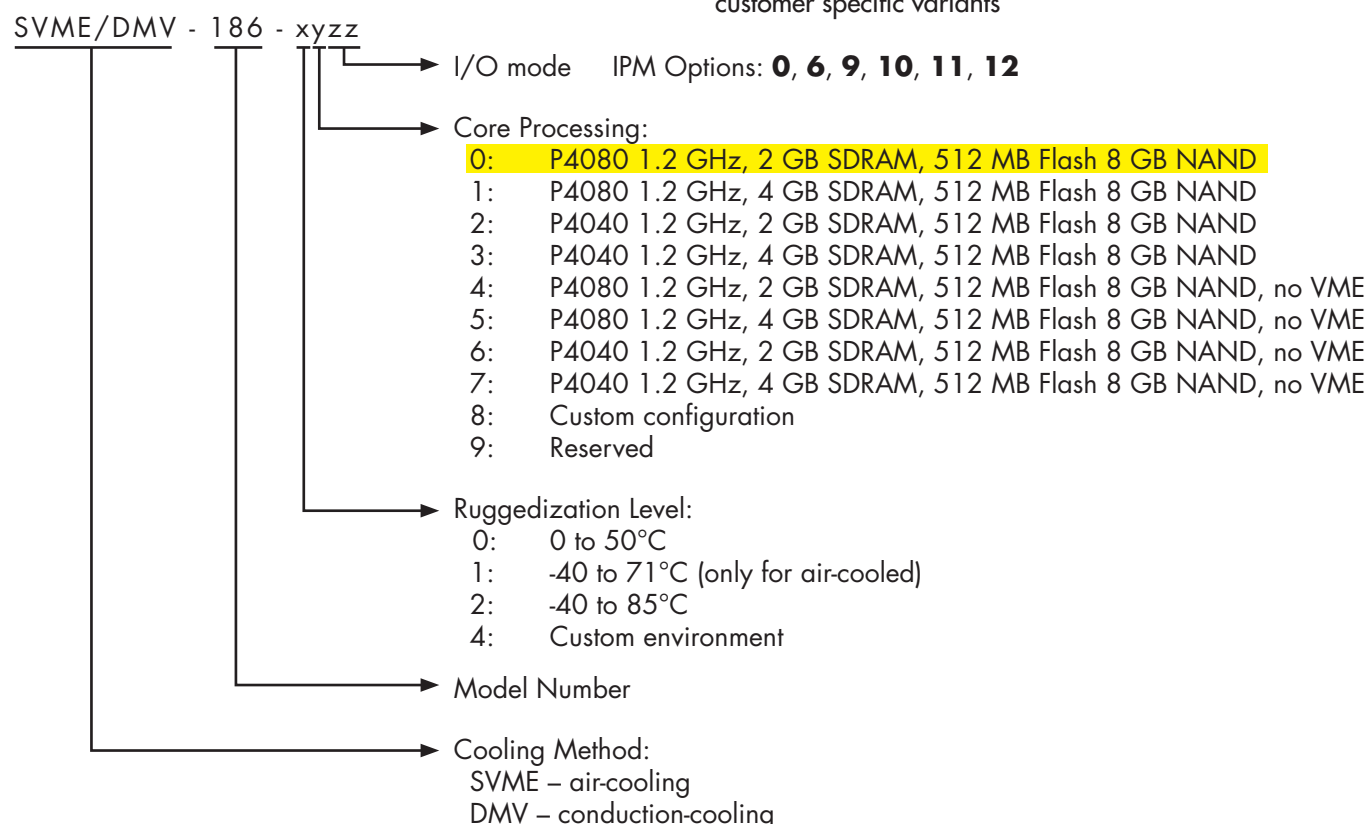 customer specific variants
SVME/DMV - 186 - xyzz
I/O mode IPM Options: 0, 6, 9, 10, 11, 12
Core Processing:
0: P4080 1.2 GHz, 2 GB SDRAM, 512 MB Flash 8 GB NAND
1: P4080 1.2 GHz, 4 GB SDRAM, 512 MB Flash 8 GB NAND
2: P4040 1.2 GHz, 2 GB SDRAM, 512 MB Flash 8 GB NAND
3: P4040 1.2 GHz, 4 GB SDRAM, 512 MB Flash 8 GB NAND
4: P4080 1.2 GHz, 2 GB SDRAM, 512 MB Flash 8 GB NAND, no VME
5: P4080 1.2 GHz, 4 GB SDRAM, 512 MB Flash 8 GB NAND, no VME
6: P4040 1.2 GHz, 2 GB SDRAM, 512 MB Flash 8 GB NAND, no VME
7: P4040 1.2 GHz, 4 GB SDRAM, 512 MB Flash 8 GB NAND, no VME
8: Custom configuration
9: Reserved
Ruggedization Level:
0: 0 to 50°C
1: -40 to 71°C (only for air-cooled)
2: -40 to 85°C
4: Custom environment
Model Number
Cooling Method:
SVME – air-cooling
DMV – conduction-cooling